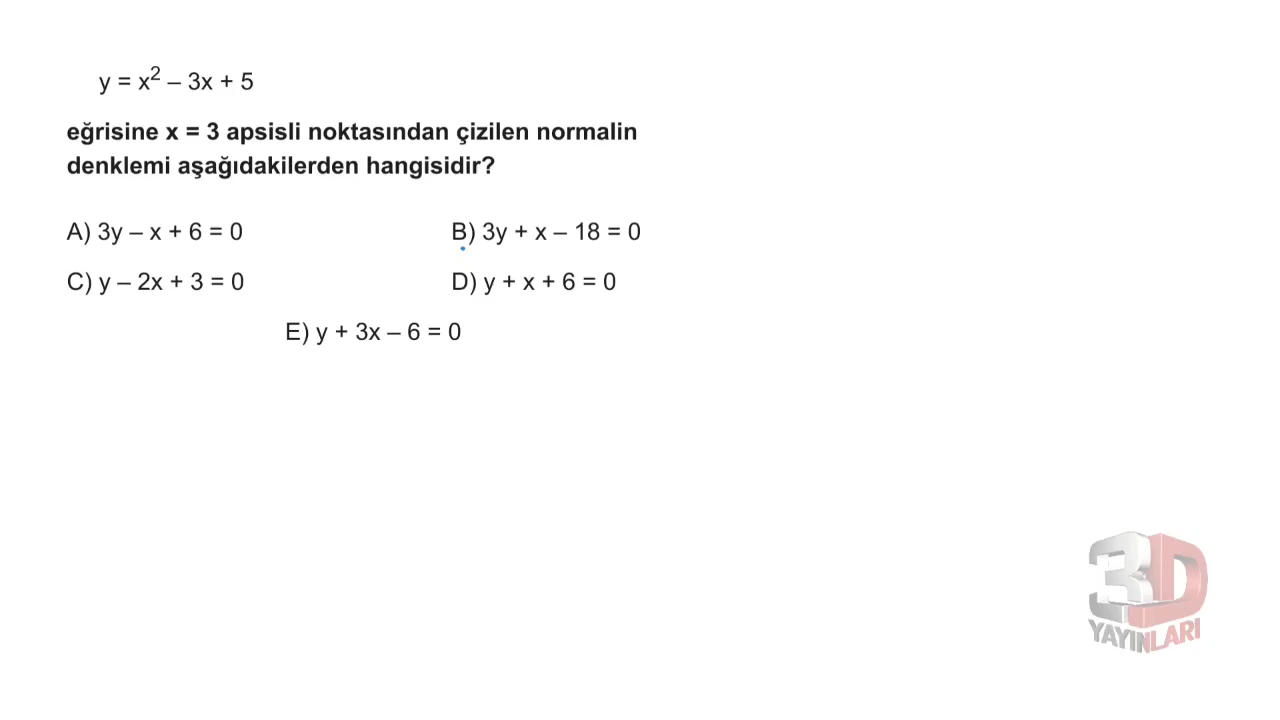 y = x² – 3x + 5
eğrisine x = 3 apsisli noktasından çizilen normalin
denklemi aşağıdakilerden hangisidir?
A) 3y – x + 6 = 0 B) 3y + x – 18 = 0
C) y – 2x + 3 = 0 D) y + x + 6 = 0
E) y + 3x – 6 = 0
3D
YAYINLARI